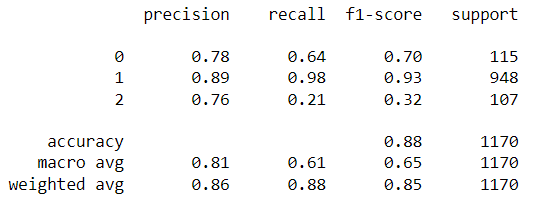 precision recall f1-score support
0 0.78 0.64 0.70 115
1 0.89 0.98 0.93 948
2 0.76 0.21 0.32 107
accuracy 0.88 1170
macro avg 0.81 0.61 0.65 1170
weighted avg 0.86 0.88 0.85 1170